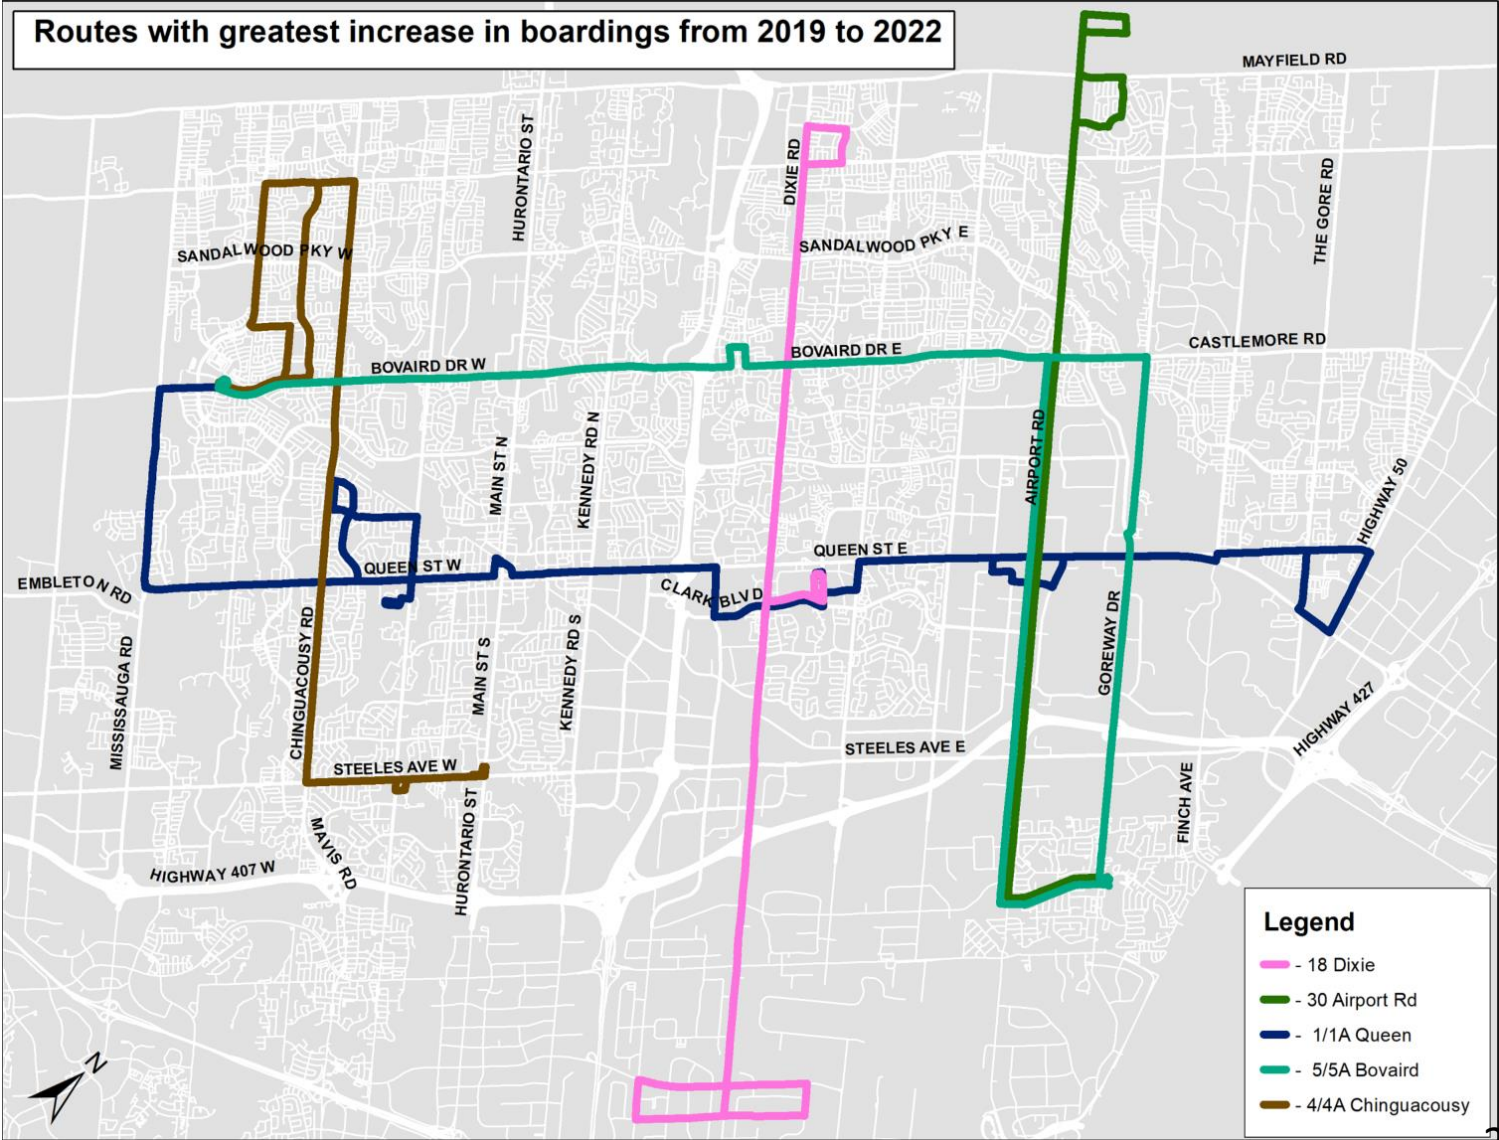 Routes with greatest increase in boardings from 2019 to 2022
MAYFIELD RD
HURONTARIO ST
DIXIE RD
THE GORE RD
SANDALWOOD PKY W
SANDALWOOD PKY E
CASTLEMORE RD
BOVAIRD DR W
BOVAIRD DR E
KENNEDY RD N
MAIN ST N
AIRPORT RD
HIGHWAY 50
QUEEN ST E
QUEEN ST W
EMBLETON RD
CLARK BLVD
CHINGUACOUSY RD
MISSISSAUGA RD
MAIN ST S
KENNEDY RD S
GOREWAY DR
HIGHWAY 427
STEELES AVE E
STEELES AVE W
FINCH AVE
HURONTARIO ST
MAVIS RD
HIGHWAY 407 W
N
Legend
- 18 Dixie
- 30 Airport Rd
- 1/1A Queen
- 5/5A Bovaird
- 4/4A Chinguacousy